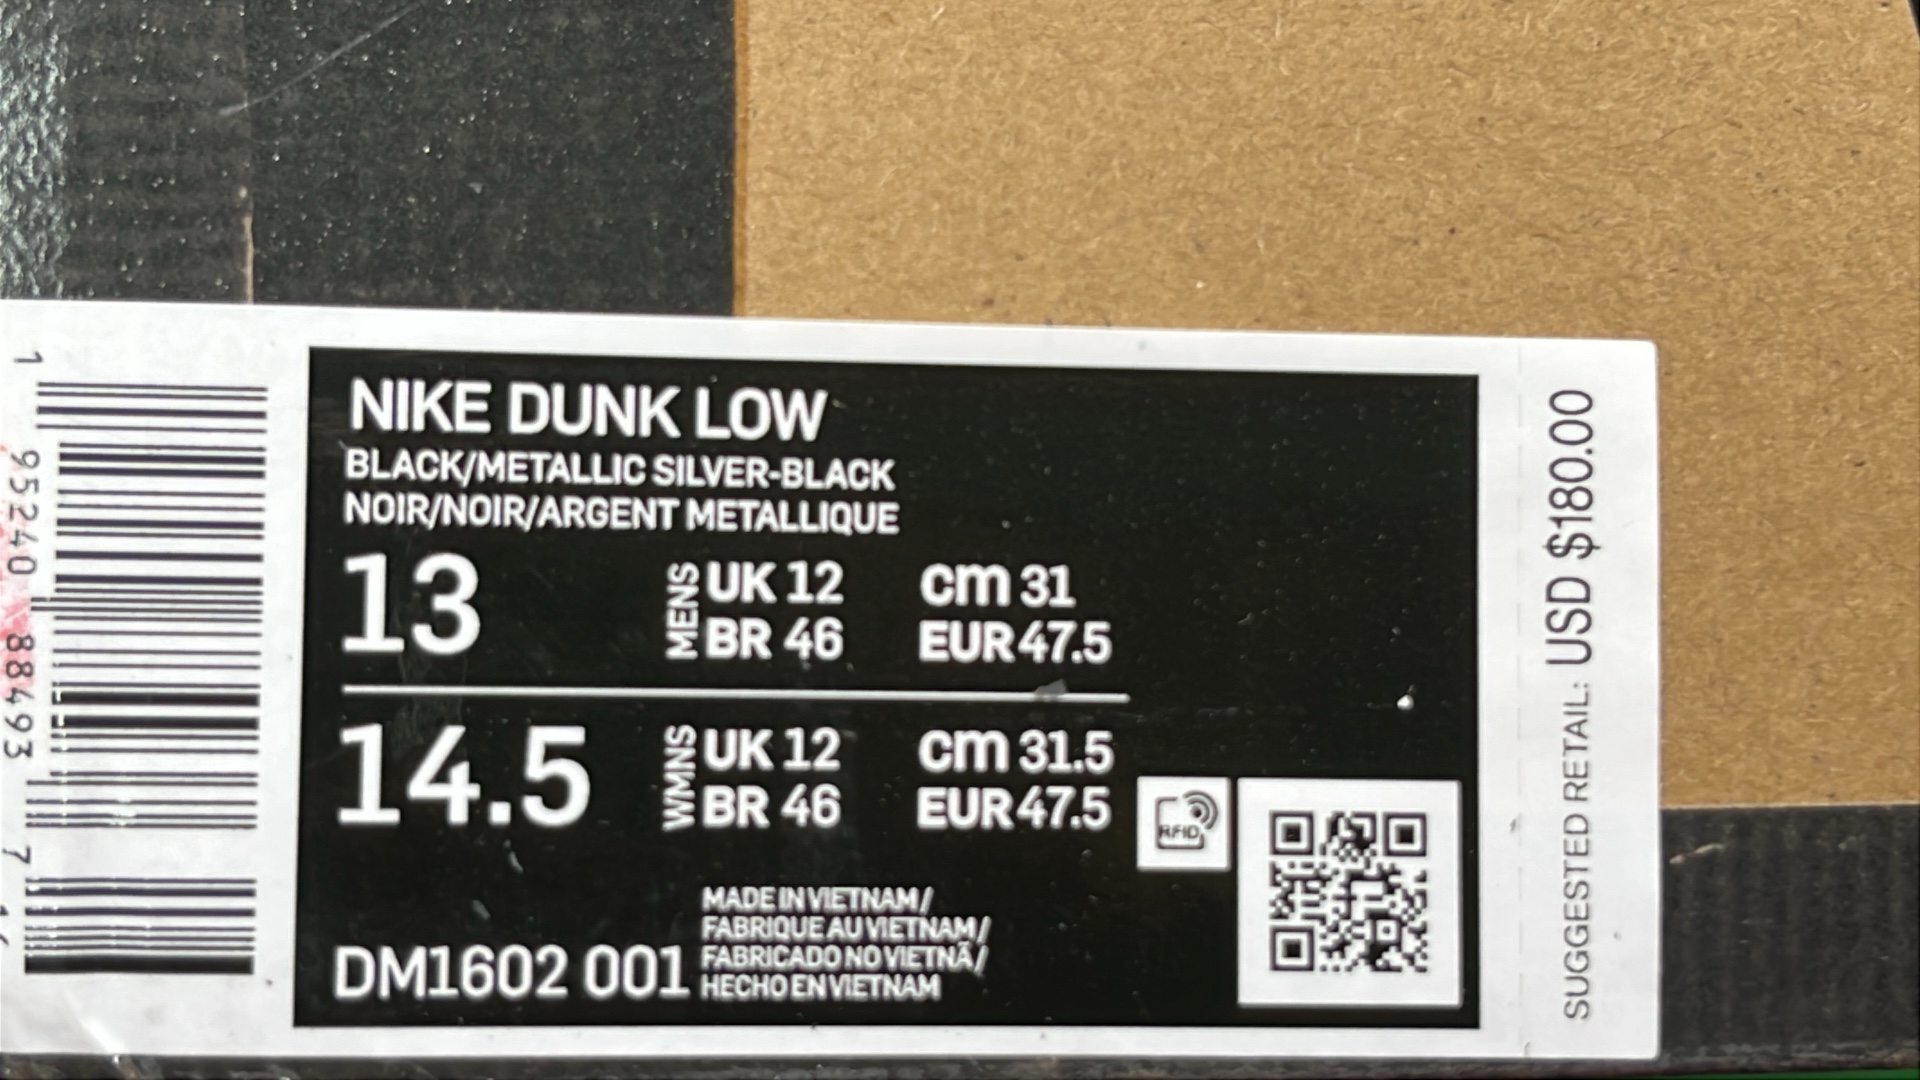 1 95240 88493 7
NIKE DUNK LOW
BLACK/METALLIC SILVER-BLACK
NOIR/NOIR/ARGENT METALLIQUE
13 MENS UK 12 cm 31
BR 46 EUR 47.5
14.5 WMNS UK 12 cm 31.5
BR 46 EUR 47.5
RFID
MADE IN VIETNAM/
FABRIQUE AU VIETNAM/
FABRICADO NO VIETNÃ/
HECHO EN VIETNAM
DM1602 001
SUGGESTED RETAIL: USD $180.00